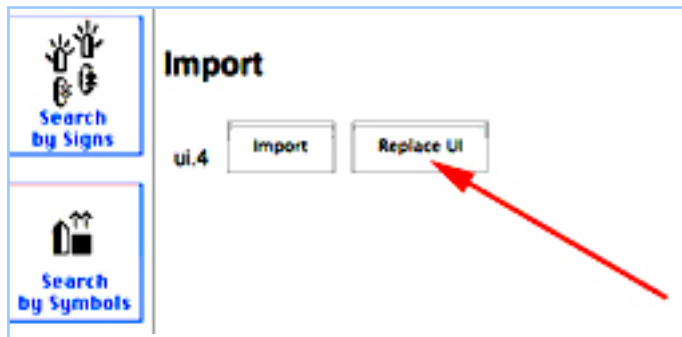 Search
by Signs
Import
ui.4 Import Replace UI
Search
by Symbols